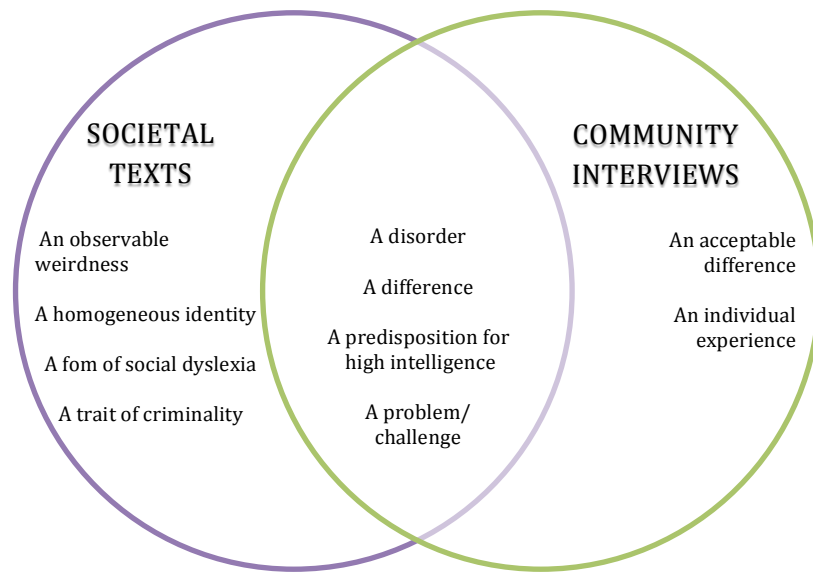 SOCIETAL
TEXTS
An observable
weirdness
A homogeneous identity
A fom of social dyslexia
A trait of criminality
A disorder
A difference
A predisposition for
high intelligence
A problem/
challenge
COMMUNITY
INTERVIEWS
An acceptable
difference
An individual
experience